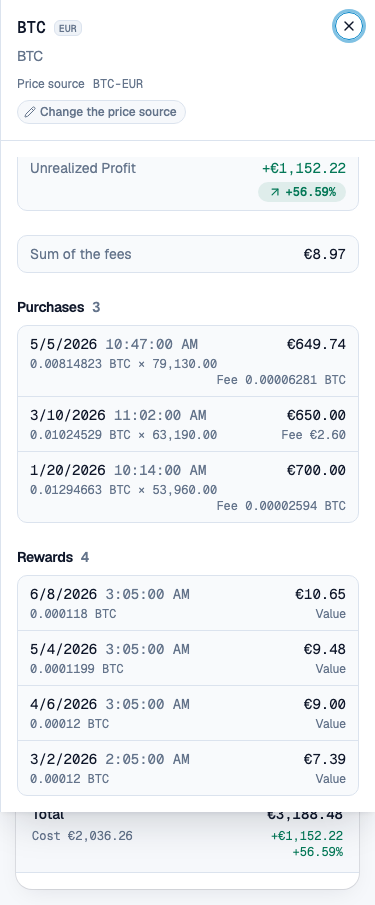 BTC EUR
BTC
Price source BTC-EUR
Change the price source
Unrealized Profit +€1,152.22
+56.59%
Sum of the fees €8.97
Purchases 3
5/5/2026 10:47:00 AM €649.74
0.00814823 BTC × 79,130.00
Fee 0.00006281 BTC
3/10/2026 11:02:00 AM €650.00
0.01024529 BTC × 63,190.00 Fee €2.60
1/20/2026 10:14:00 AM €700.00
0.01294663 BTC × 53,960.00
Fee 0.00002594 BTC
Rewards 4
6/8/2026 3:05:00 AM €10.65
0.000118 BTC Value
5/4/2026 3:05:00 AM €9.48
0.0001199 BTC Value
4/6/2026 3:05:00 AM €9.00
0.00012 BTC Value
3/2/2026 2:05:00 AM €7.39
0.00012 BTC Value
Total €3,188.48
Cost €2,036.26 +€1,152.22
+56.59%